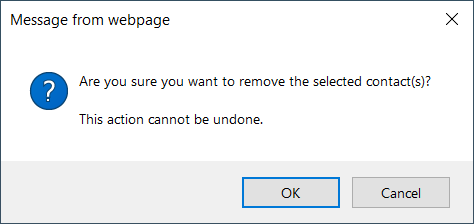 Message from webpage
Are you sure you want to remove the selected contact(s)?
This action cannot be undone.
OK
Cancel